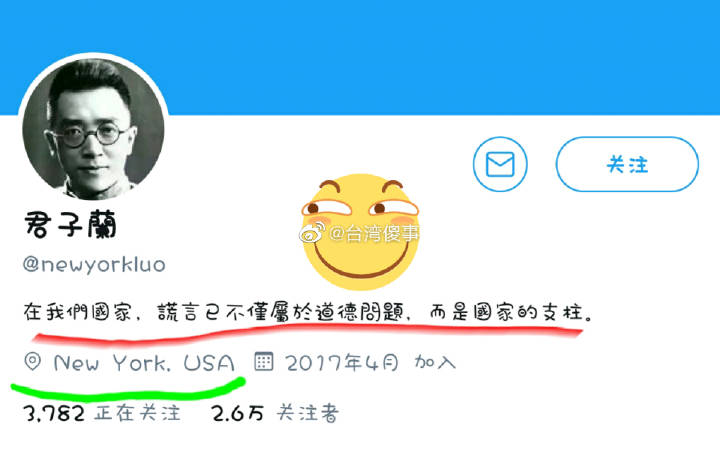 关注
君子蘭
@台湾傻事
@newyorkluo
在我們國家，謊言已不僅屬於道德問題，而是國家的支柱。
New York, USA 2017年4月 加入
3,782 正在关注 2.6万 关注者